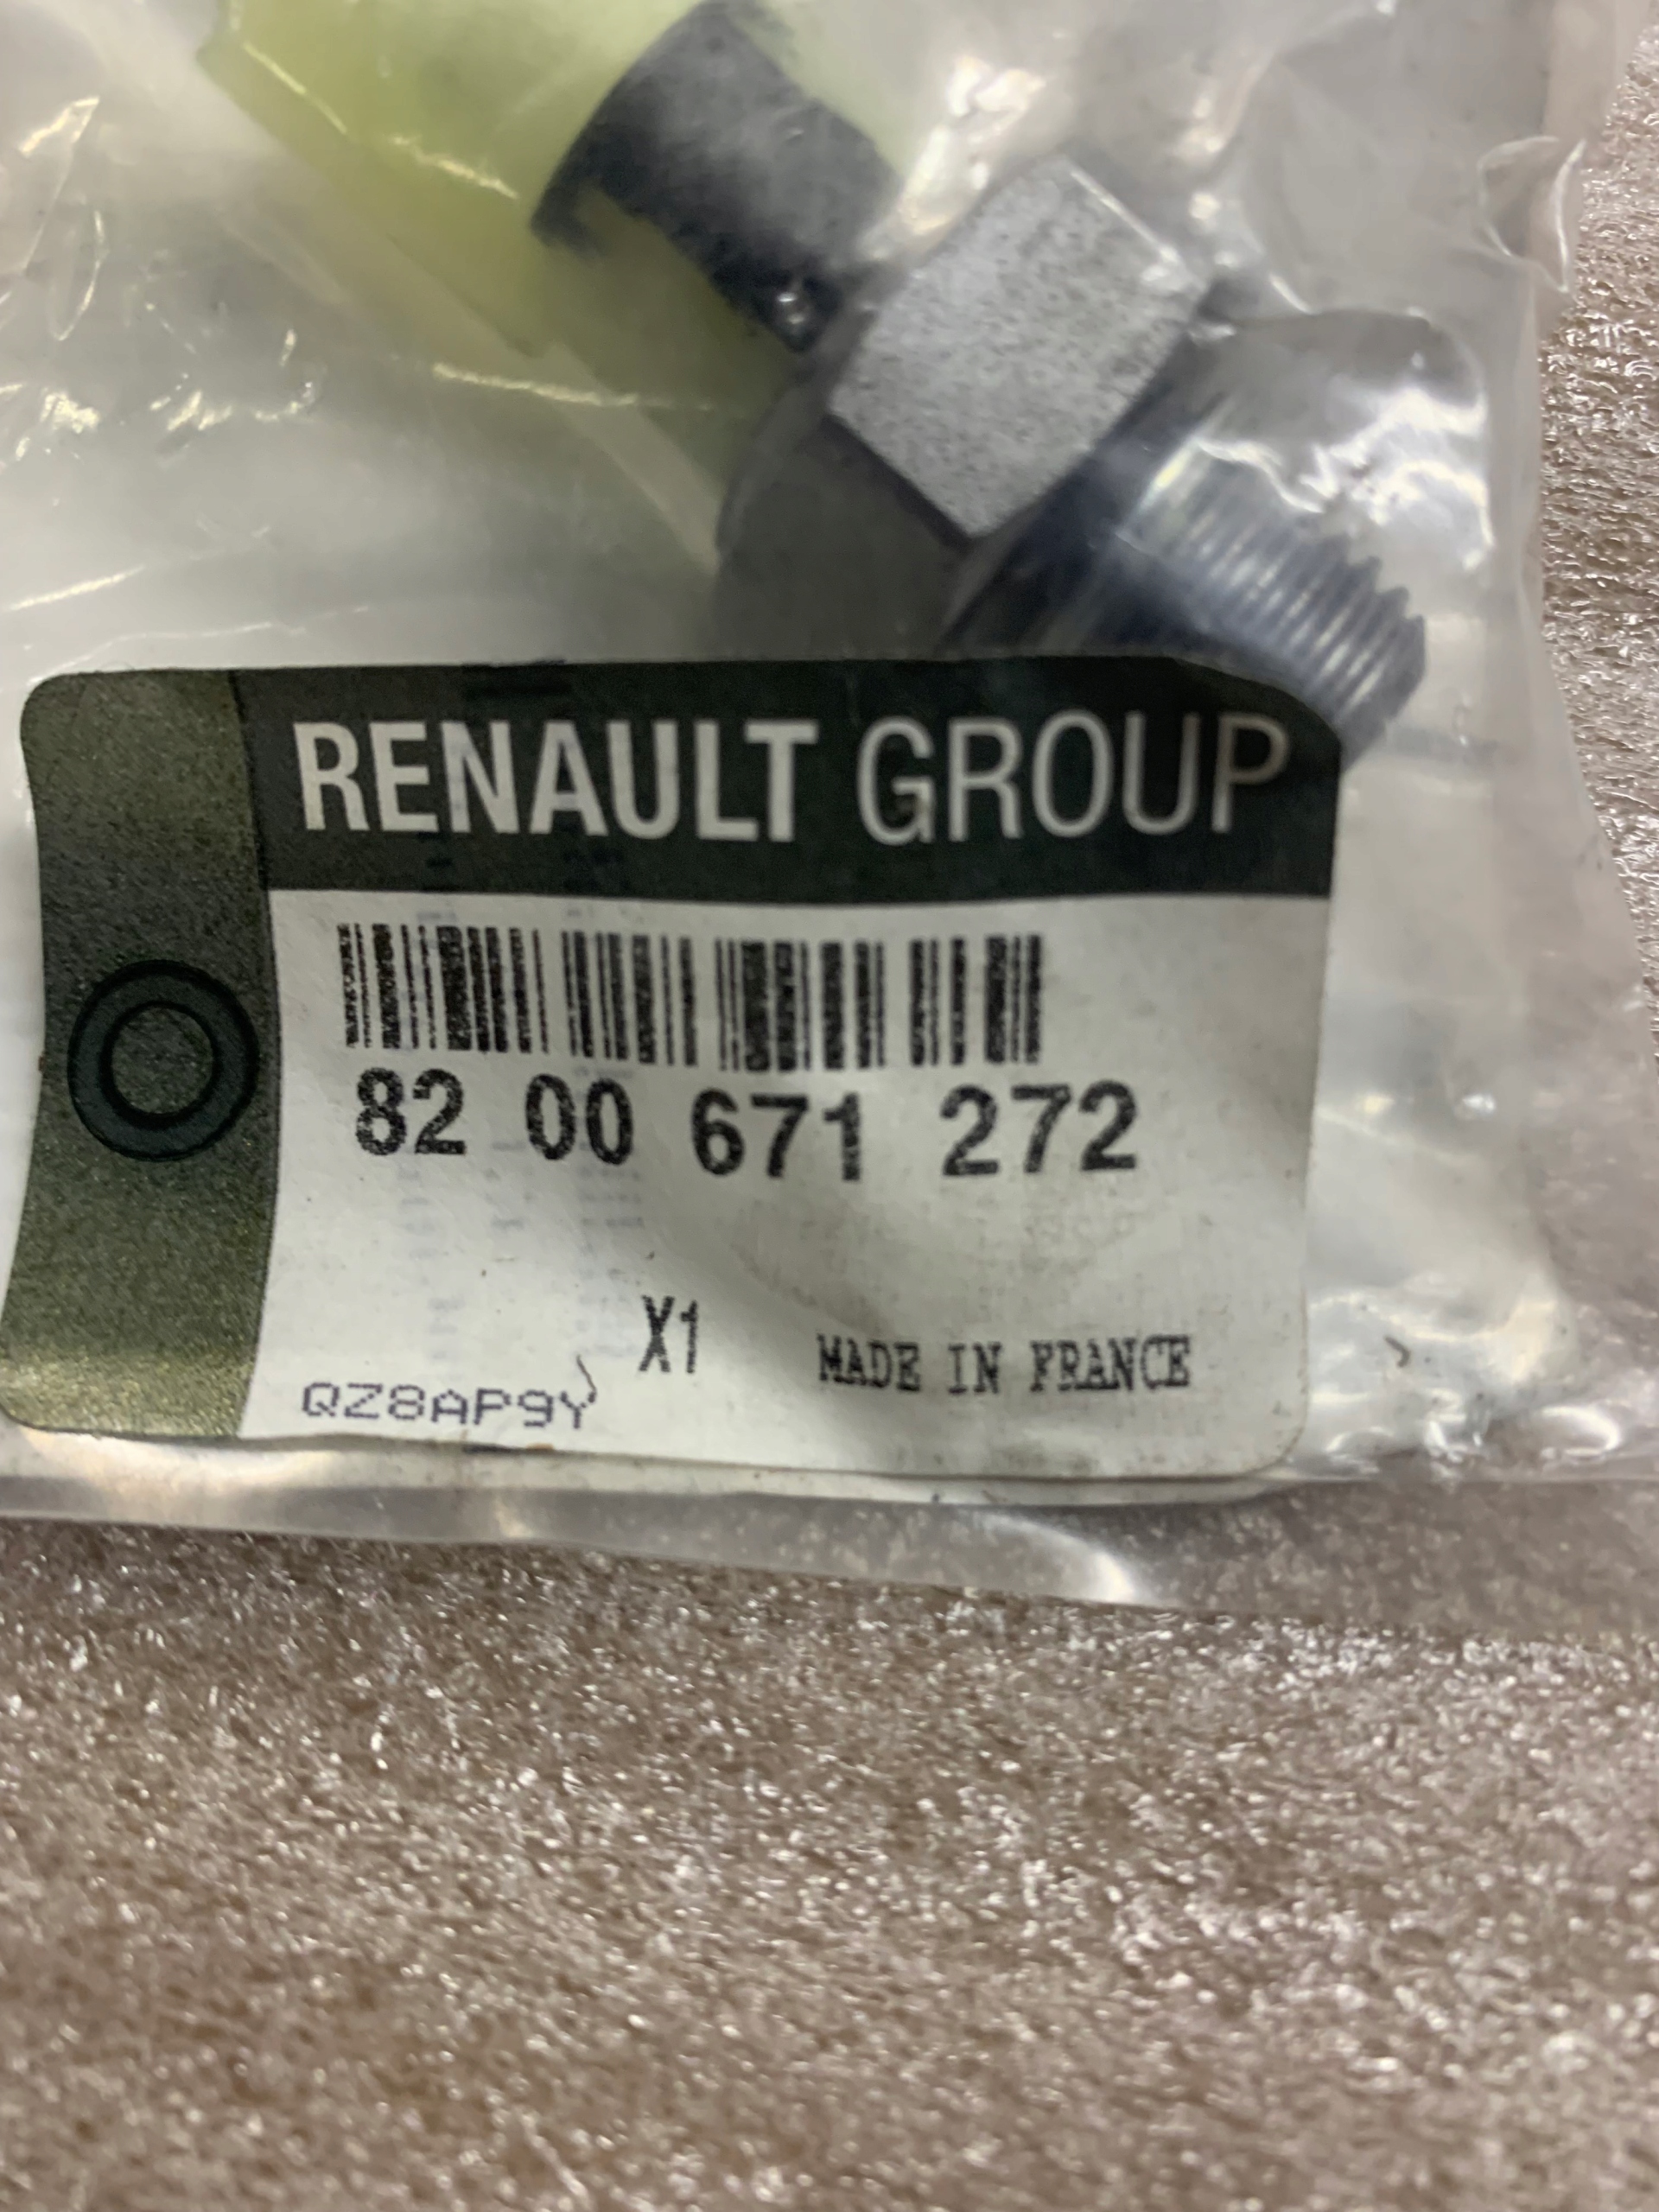 RENAULT GROUP
82 00 671 272
X1
MADE IN FRANCE
QZ8AP9Y